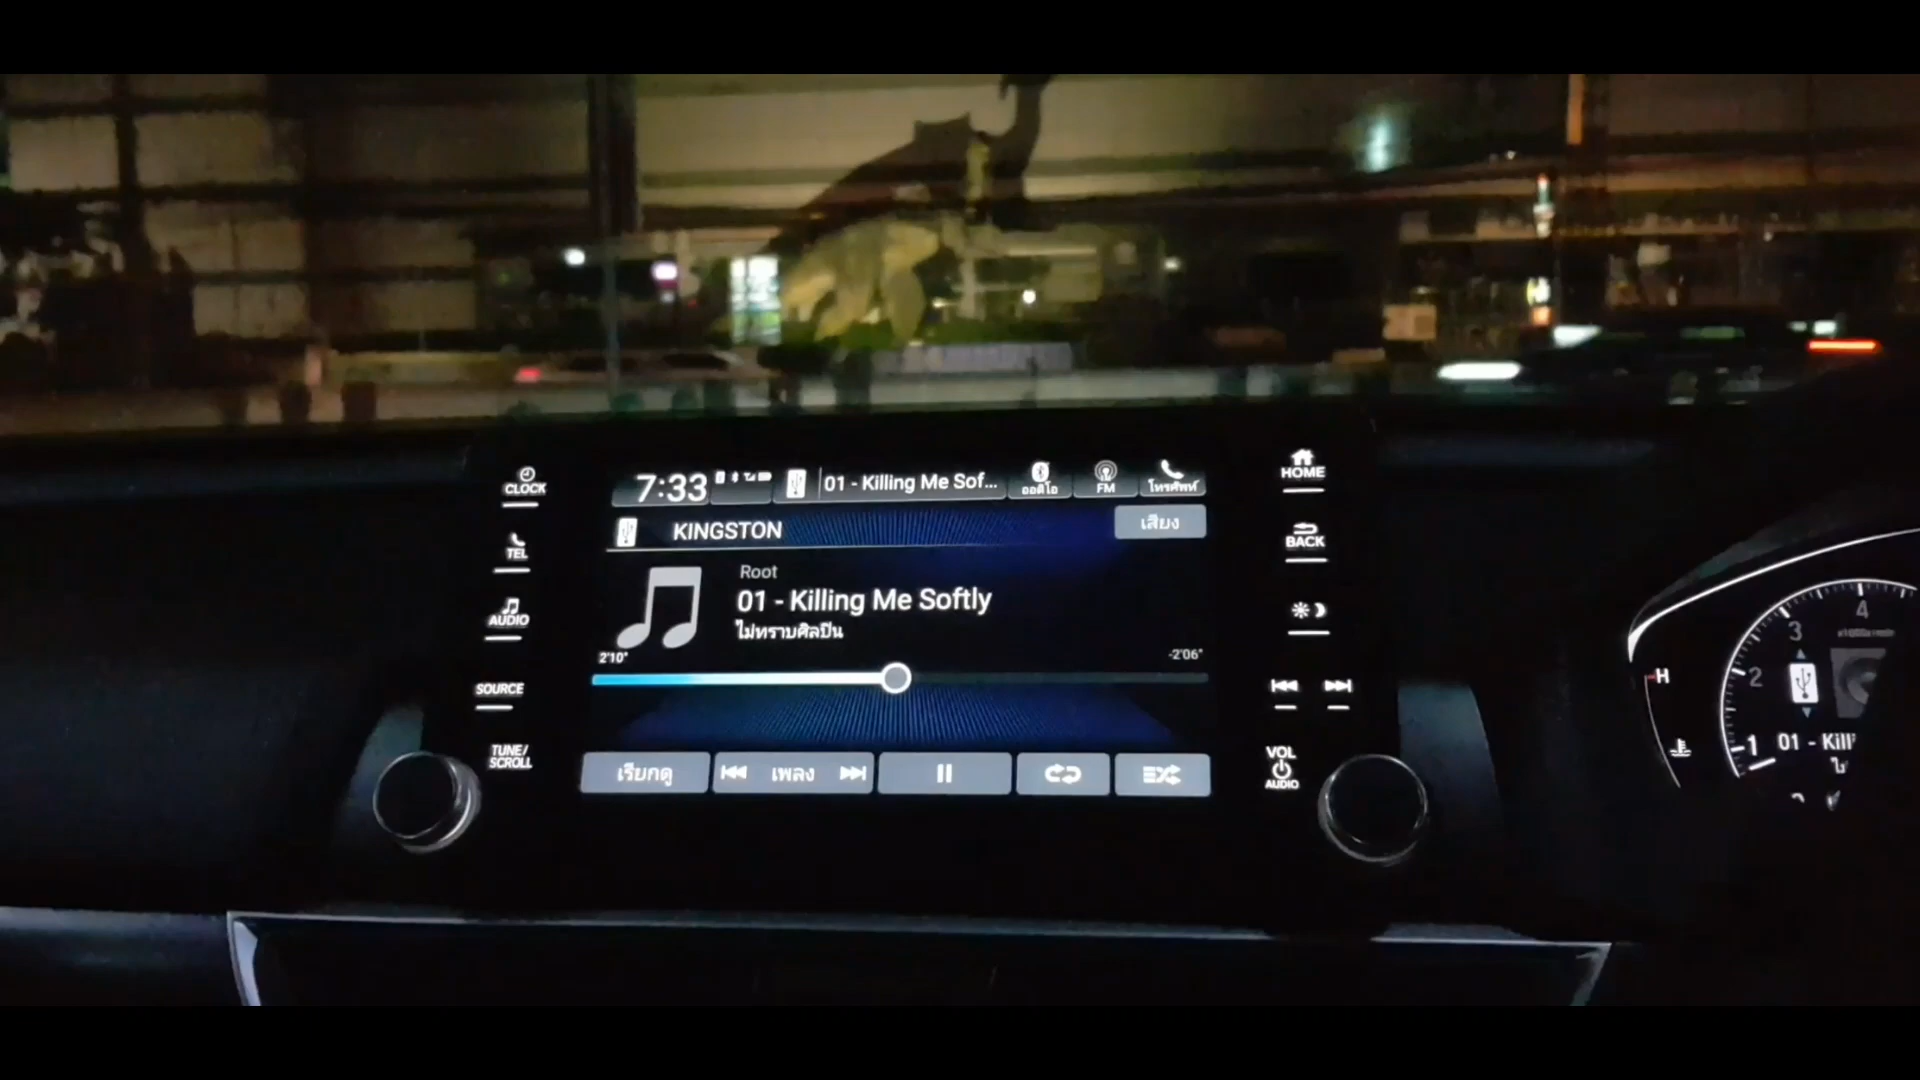 CLOCK
TEL
AUDIO
SOURCE
TUNE/
SCROLL
7:33
01 - Killing Me Sof...
ออดิโอ
FM
โทรศัพท์
KINGSTON
เสียง
Root
01 - Killing Me Softly
ไม่ทราบศิลปิน
2'10"
-2'06"
เรียกดู
เพลง
HOME
BACK
VOL
AUDIO
H
4
3
2
1
01 - Kill